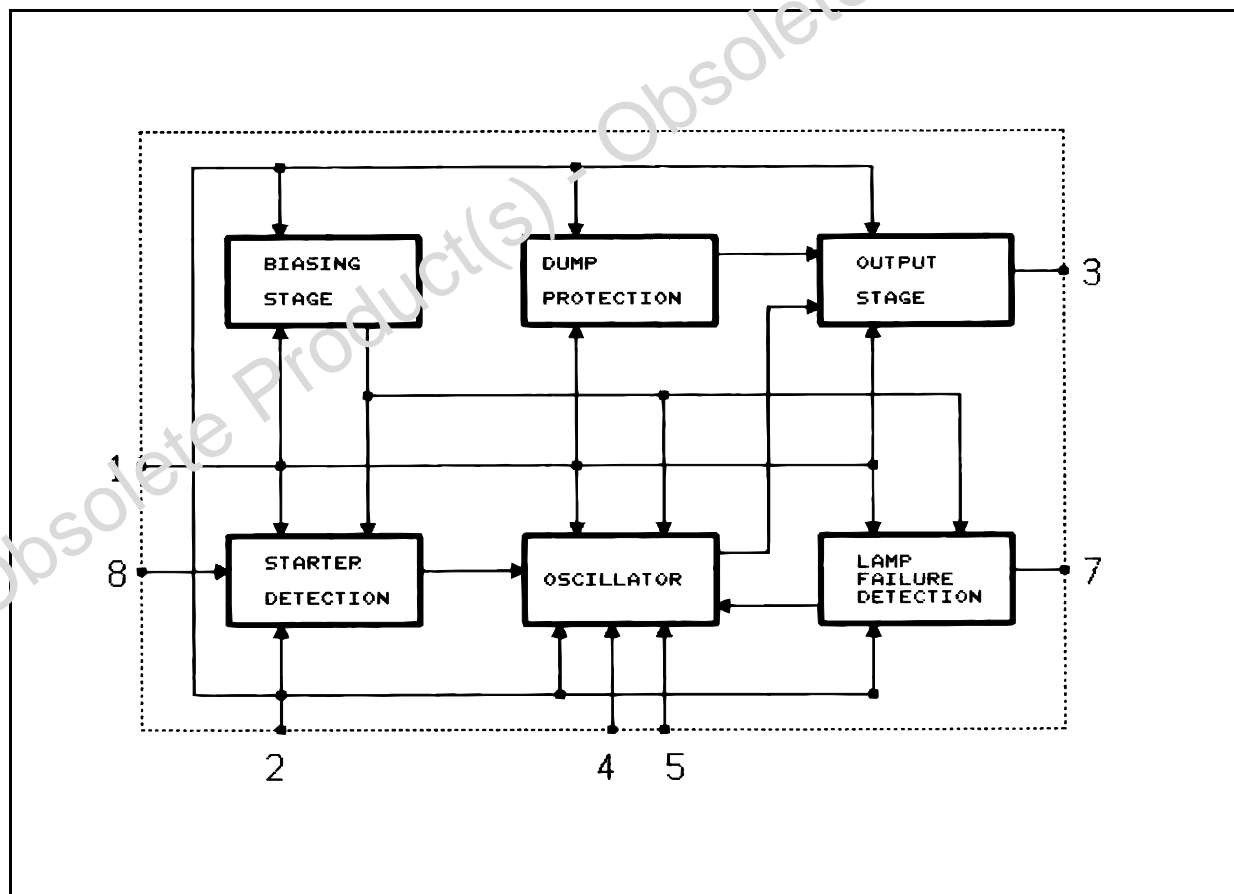 Obsolete Product(s) - Obsolete
BIASING
STAGE
DUMP
PROTECTION
OUTPUT
STAGE
3
1
8
STARTER
DETECTION
OSCILLATOR
LAMP
FAILURE
DETECTION
7
2
4
5